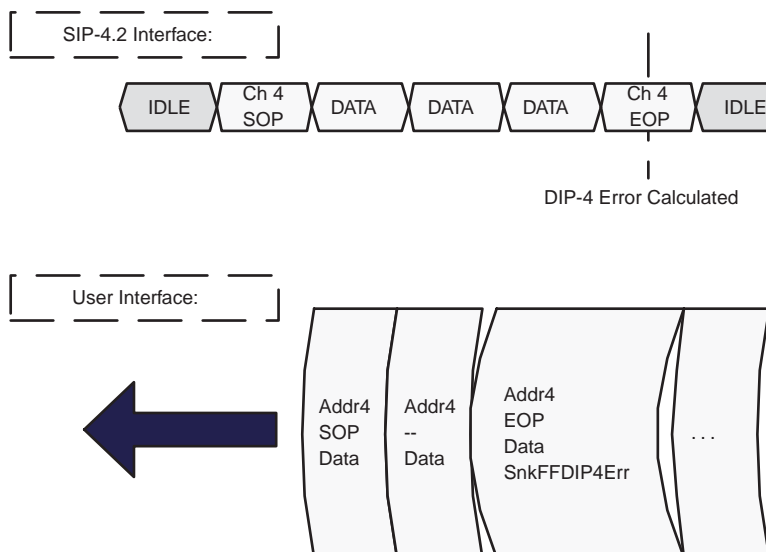 SIP-4.2 Interface:
IDLE
Ch 4
SOP
DATA
DATA
DATA
Ch 4
EOP
IDLE
DIP-4 Error Calculated
User Interface:
Addr4
SOP
Data
Addr4
--
Data
Addr4
EOP
Data
SnkFFDIP4Err
. . .